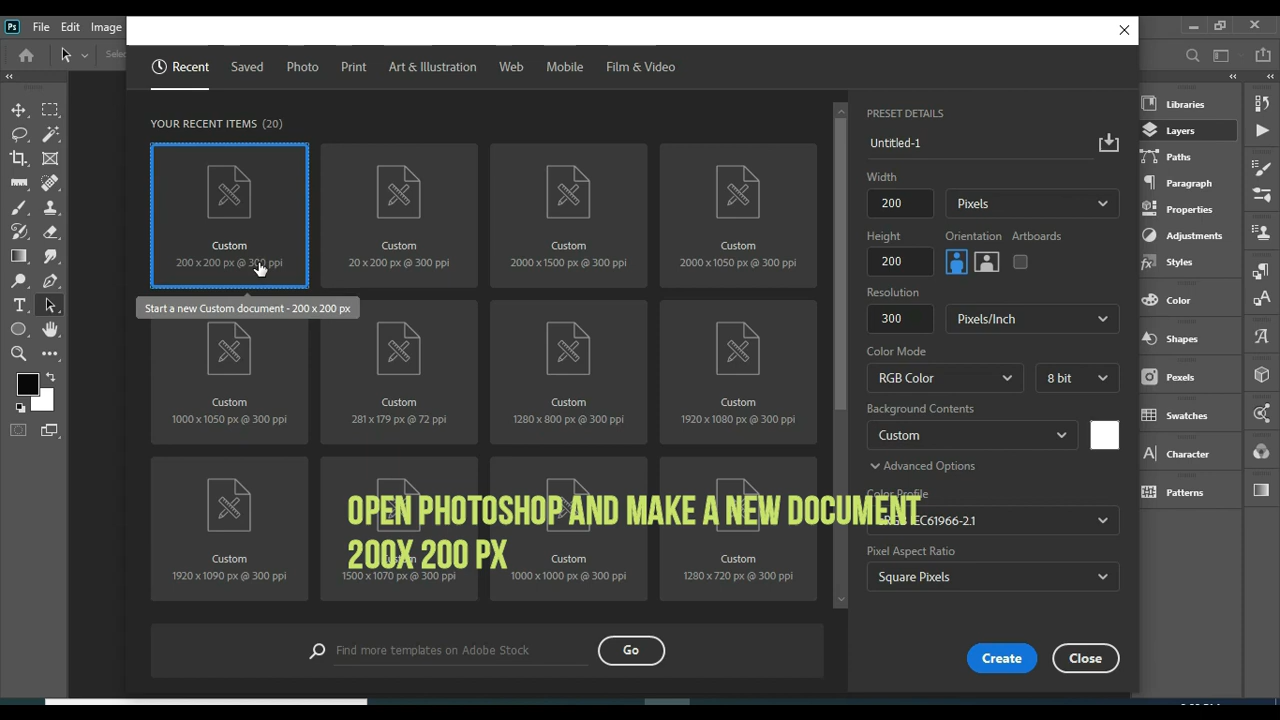 Ps File Edit Image
Selec
Recent Saved Photo Print Art & Illustration Web Mobile Film & Video
YOUR RECENT ITEMS (20)
Custom
200 x 200 px @ 300 ppi
Custom
20 x 200 px @ 300 ppi
Custom
2000 x 1500 px @ 300 ppi
Custom
2000 x 1050 px @ 300 ppi
Start a new Custom document - 200 x 200 px
Custom
1000 x 1050 px @ 300 ppi
Custom
281 x 179 px @ 72 ppi
Custom
1280 x 800 px @ 300 ppi
Custom
1920 x 1080 px @ 300 ppi
Custom
1920 x 1090 px @ 300 ppi
Custom
1500 x 1070 px @ 300 ppi
Custom
1000 x 1000 px @ 300 ppi
Custom
1280 x 720 px @ 300 ppi
OPEN PHOTOSHOP AND MAKE A NEW DOCUMENT
200X 200 PX
Find more templates on Adobe Stock
Go
PRESET DETAILS
Untitled-1
Width
200 Pixels
Height Orientation Artboards
200
Resolution
300 Pixels/Inch
Color Mode
RGB Color 8 bit
Background Contents
Custom
Advanced Options
Color Profile
sRGB IEC61966-2.1
Pixel Aspect Ratio
Square Pixels
Create Close
Libraries
Layers
Paths
Paragraph
Properties
Adjustments
Styles
Color
Shapes
Pexels
Swatches
Character
Patterns